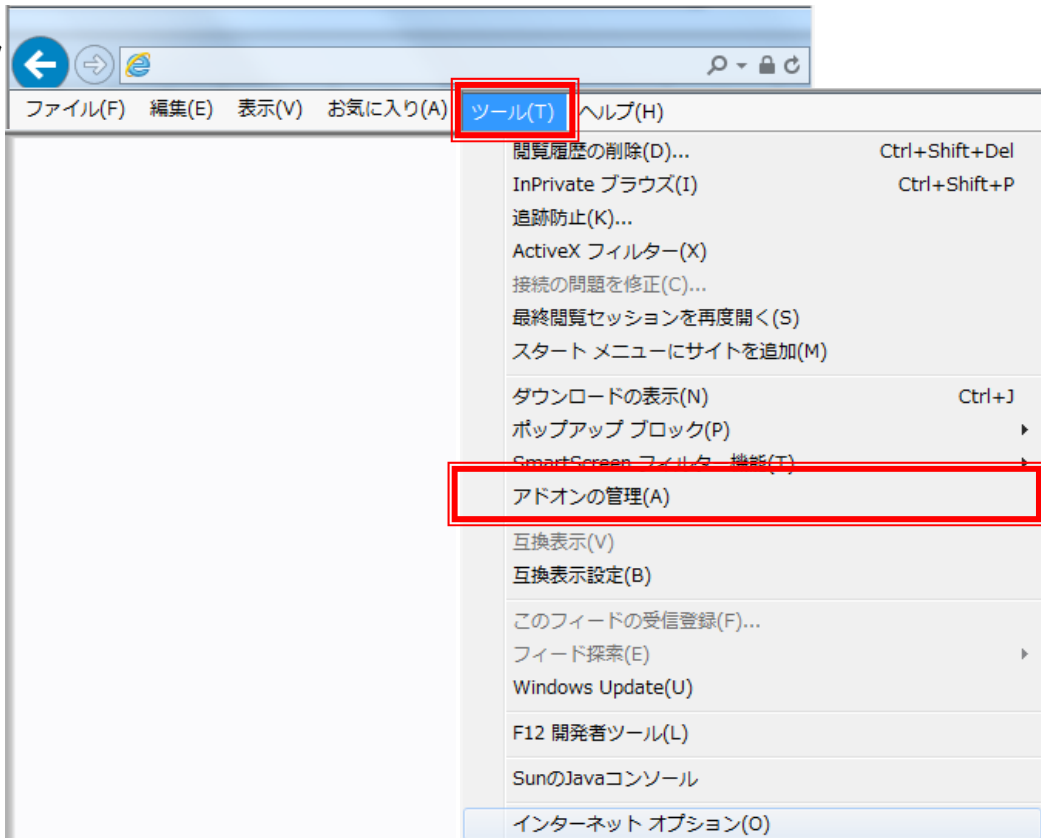 ファイル(F) 編集(E) 表示(V) お気に入り(A) ツール(T) ヘルプ(H)
閲覧履歴の削除(D)... Ctrl+Shift+Del
InPrivate ブラウズ(I) Ctrl+Shift+P
追跡防止(K)...
ActiveX フィルター(X)
接続の問題を修正(C)...
最終閲覧セッションを再度開く(S)
スタート メニューにサイトを追加(M)
ダウンロードの表示(N) Ctrl+J
ポップアップ ブロック(P)
SmartScreen フィルター機能(T)
アドオンの管理(A)
互換表示(V)
互換表示設定(B)
このフィードの受信登録(F)...
フィード探索(E)
Windows Update(U)
F12 開発者ツール(L)
SunのJavaコンソール
インターネット オプション(O)